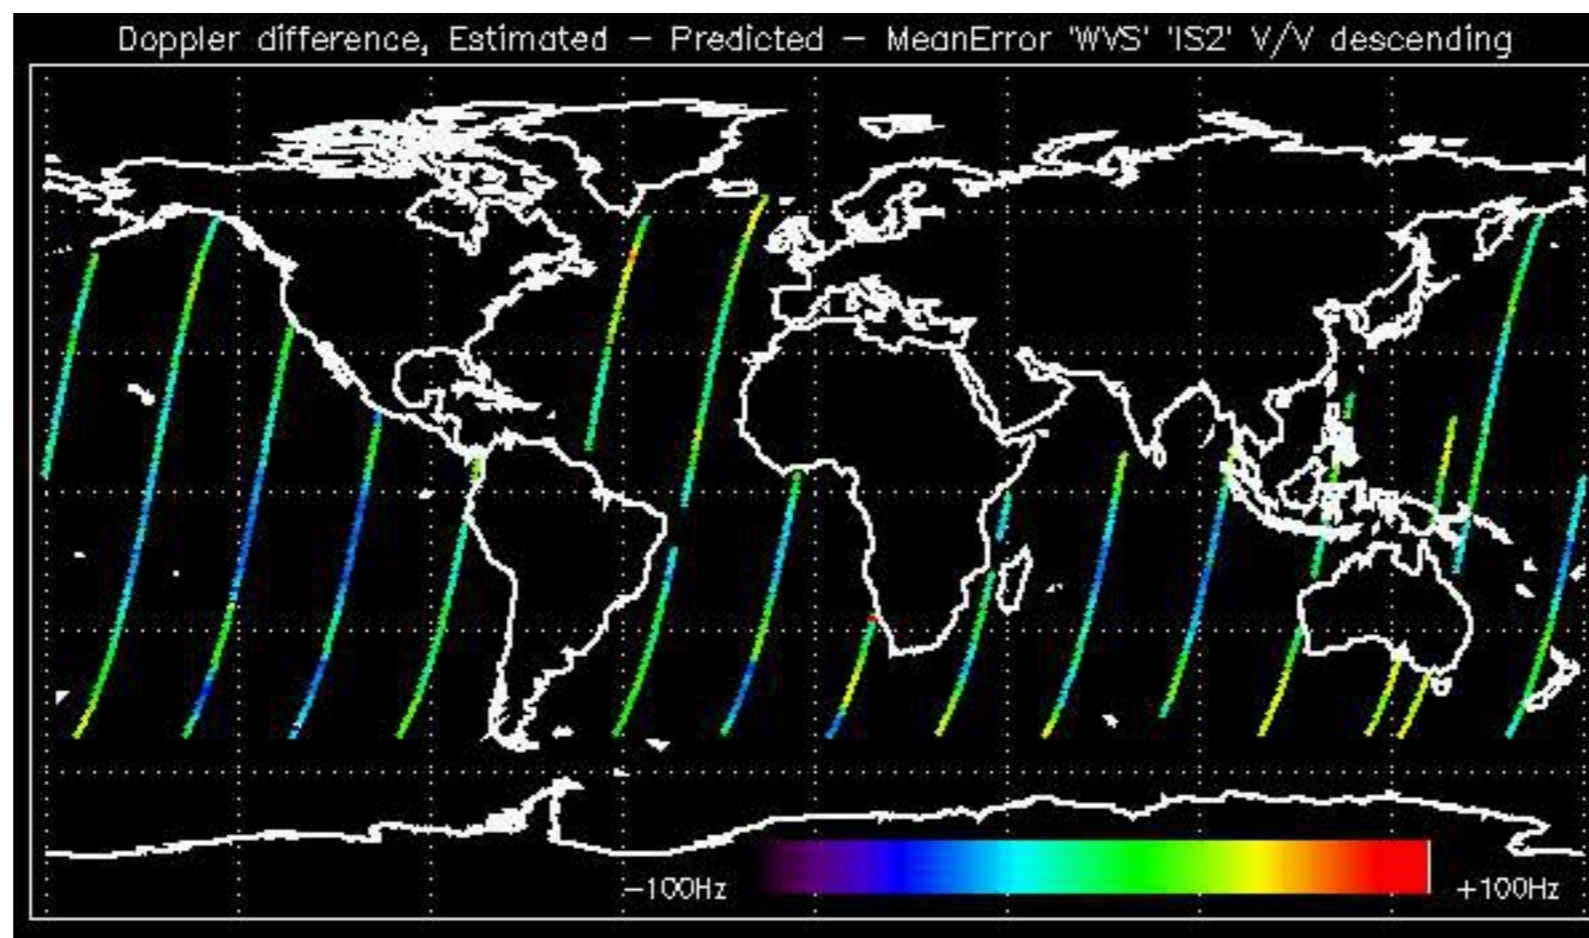 Doppler difference, Estimated - Predicted - MeanError 'WVS' 'IS2' V/V descending
-100Hz
+100Hz